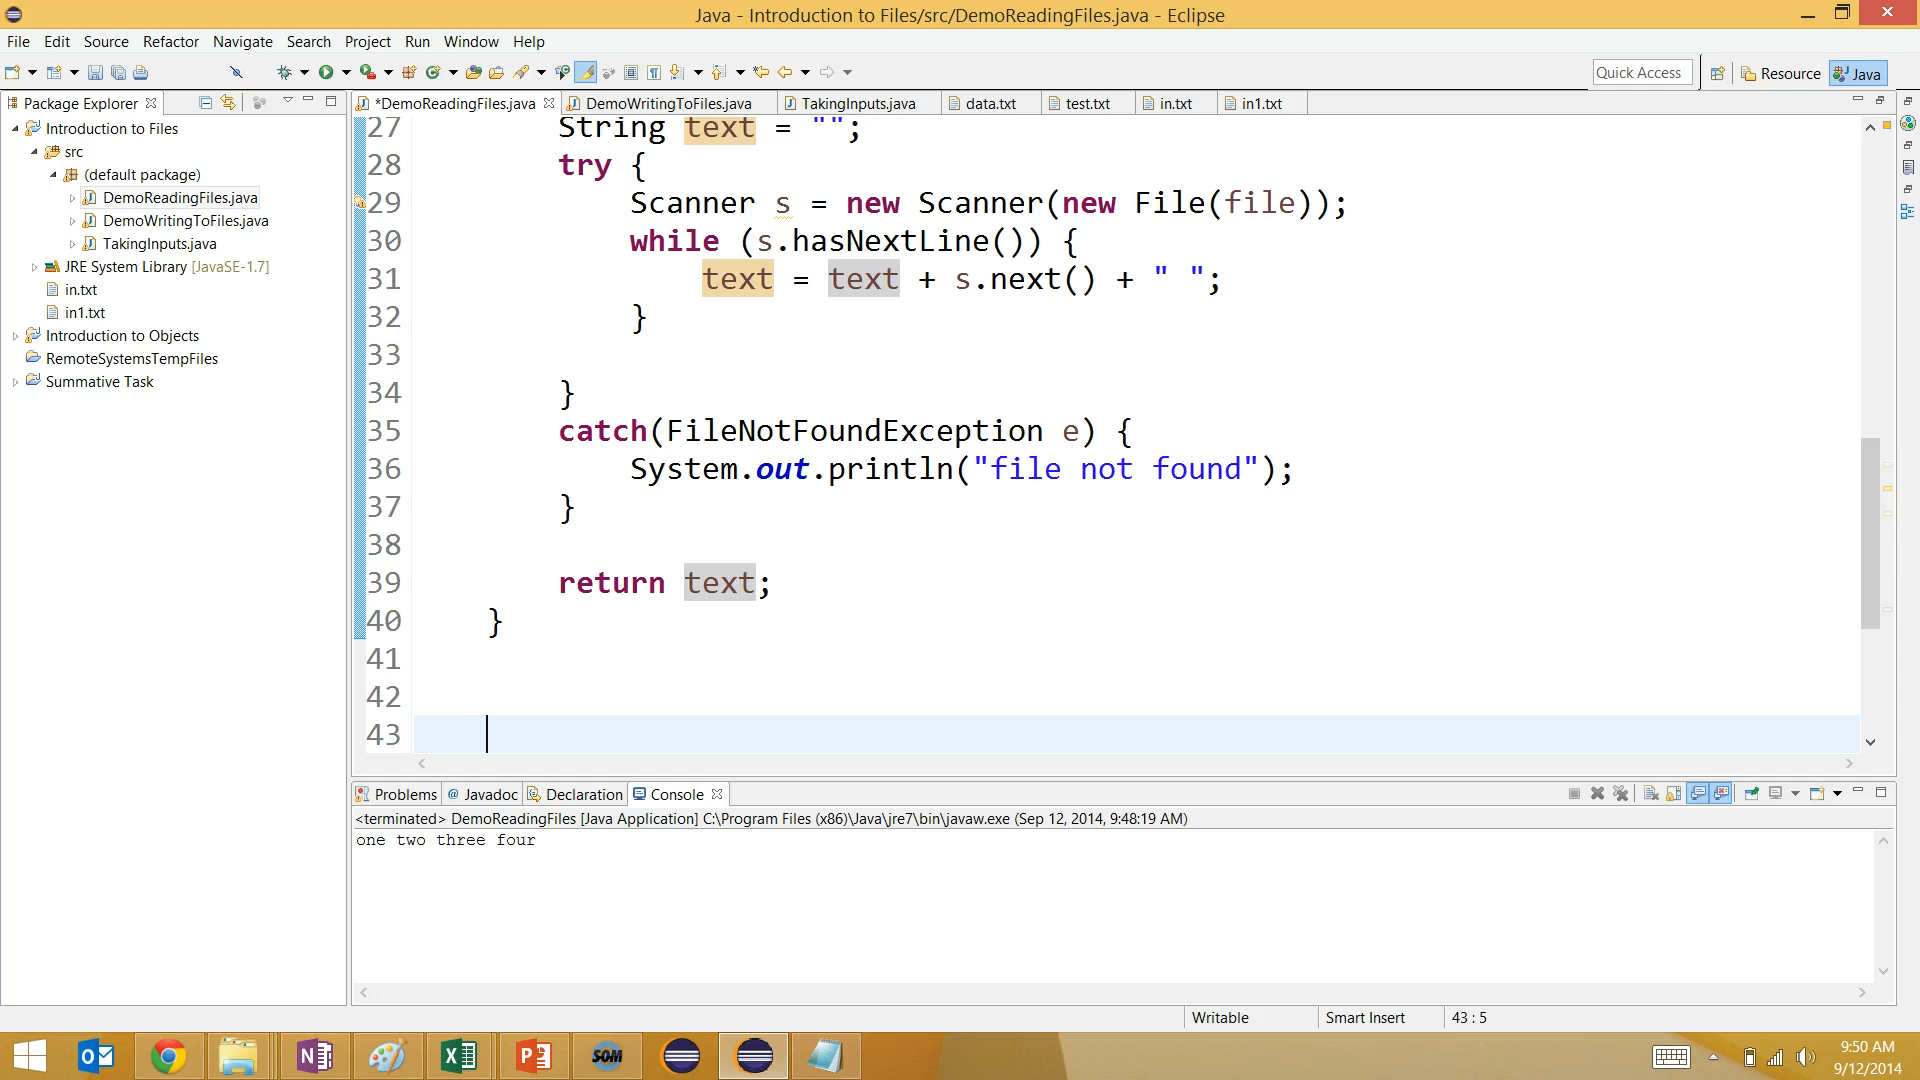 Java - Introduction to Files/src/DemoReadingFiles.java - Eclipse
File Edit Source Refactor Navigate Search Project Run Window Help
Quick Access Resource Java
Package Explorer
*DemoReadingFiles.java DemoWritingToFiles.java TakingInputs.java data.txt test.txt in.txt in1.txt
Introduction to Files
src
(default package)
DemoReadingFiles.java
DemoWritingToFiles.java
TakingInputs.java
JRE System Library [JavaSE-1.7]
in.txt
in1.txt
Introduction to Objects
RemoteSystemsTempFiles
Summative Task
27 String text = "";
28 try {
29 Scanner s = new Scanner(new File(file));
30 while (s.hasNextLine()) {
31 text = text + s.next() + " ";
32 }
33
34 }
35 catch(FileNotFoundException e) {
36 System.out.println("file not found");
37 }
38
39 return text;
40 }
41
42
43
Problems Javadoc Declaration Console
<terminated> DemoReadingFiles [Java Application] C:\Program Files (x86)\Java\jre7\bin\javaw.exe (Sep 12, 2014, 9:48:19 AM)
one two three four
Writable Smart Insert 43 : 5
SOM
9:50 AM
9/12/2014